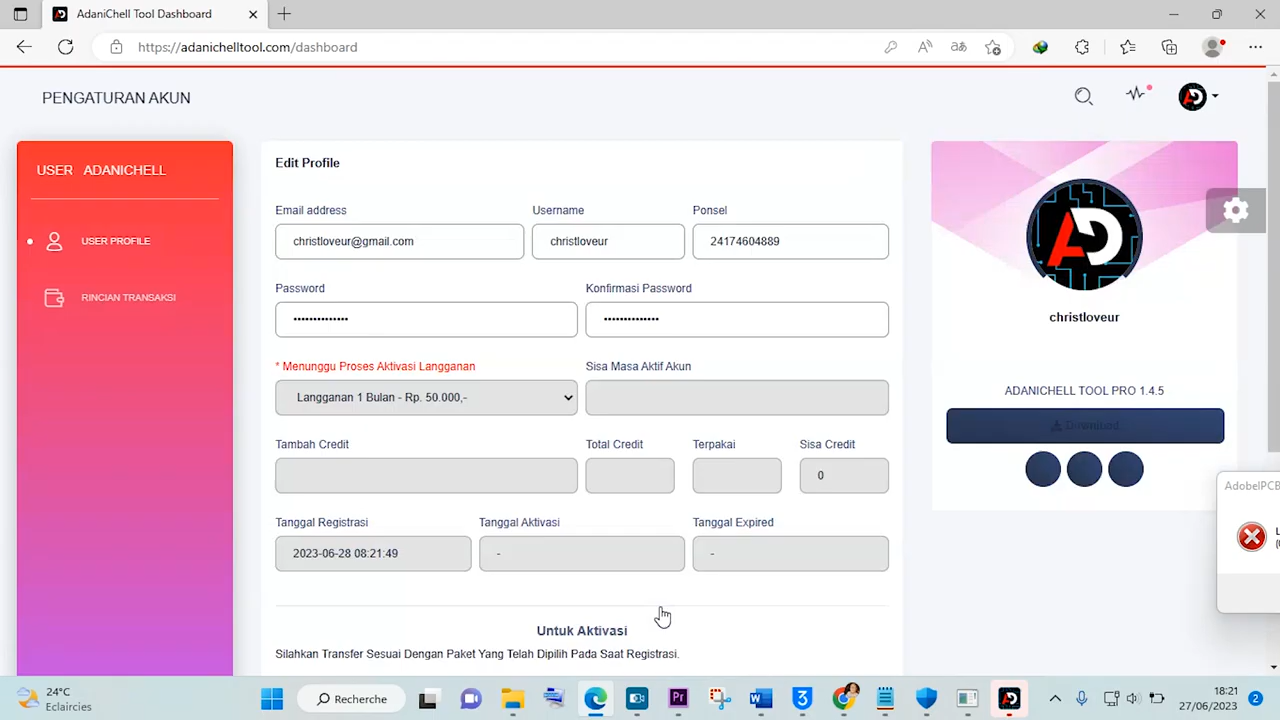 AdaniChell Tool Dashboard
https://adanichelltool.com/dashboard
PENGATURAN AKUN
USER ADANICHELL
USER PROFILE
RINCIAN TRANSAKSI
Edit Profile
Email address
Username
Ponsel
christloveur@gmail.com
christloveur
24174604889
Password
Konfirmasi Password
••••••••••••••
••••••••••••••
* Menunggu Proses Aktivasi Langganan
Sisa Masa Aktif Akun
Langganan 1 Bulan - Rp. 50.000,-
Tambah Credit
Total Credit
Terpakai
Sisa Credit
0
Tanggal Registrasi
Tanggal Aktivasi
Tanggal Expired
2023-06-28 08:21:49
-
-
Untuk Aktivasi
Silahkan Transfer Sesuai Dengan Paket Yang Telah Dipilih Pada Saat Registrasi.
AD
christloveur
ADANICHELL TOOL PRO 1.4.5
Download
24°C
Eclaircies
Recherche
18:21
27/06/2023
2